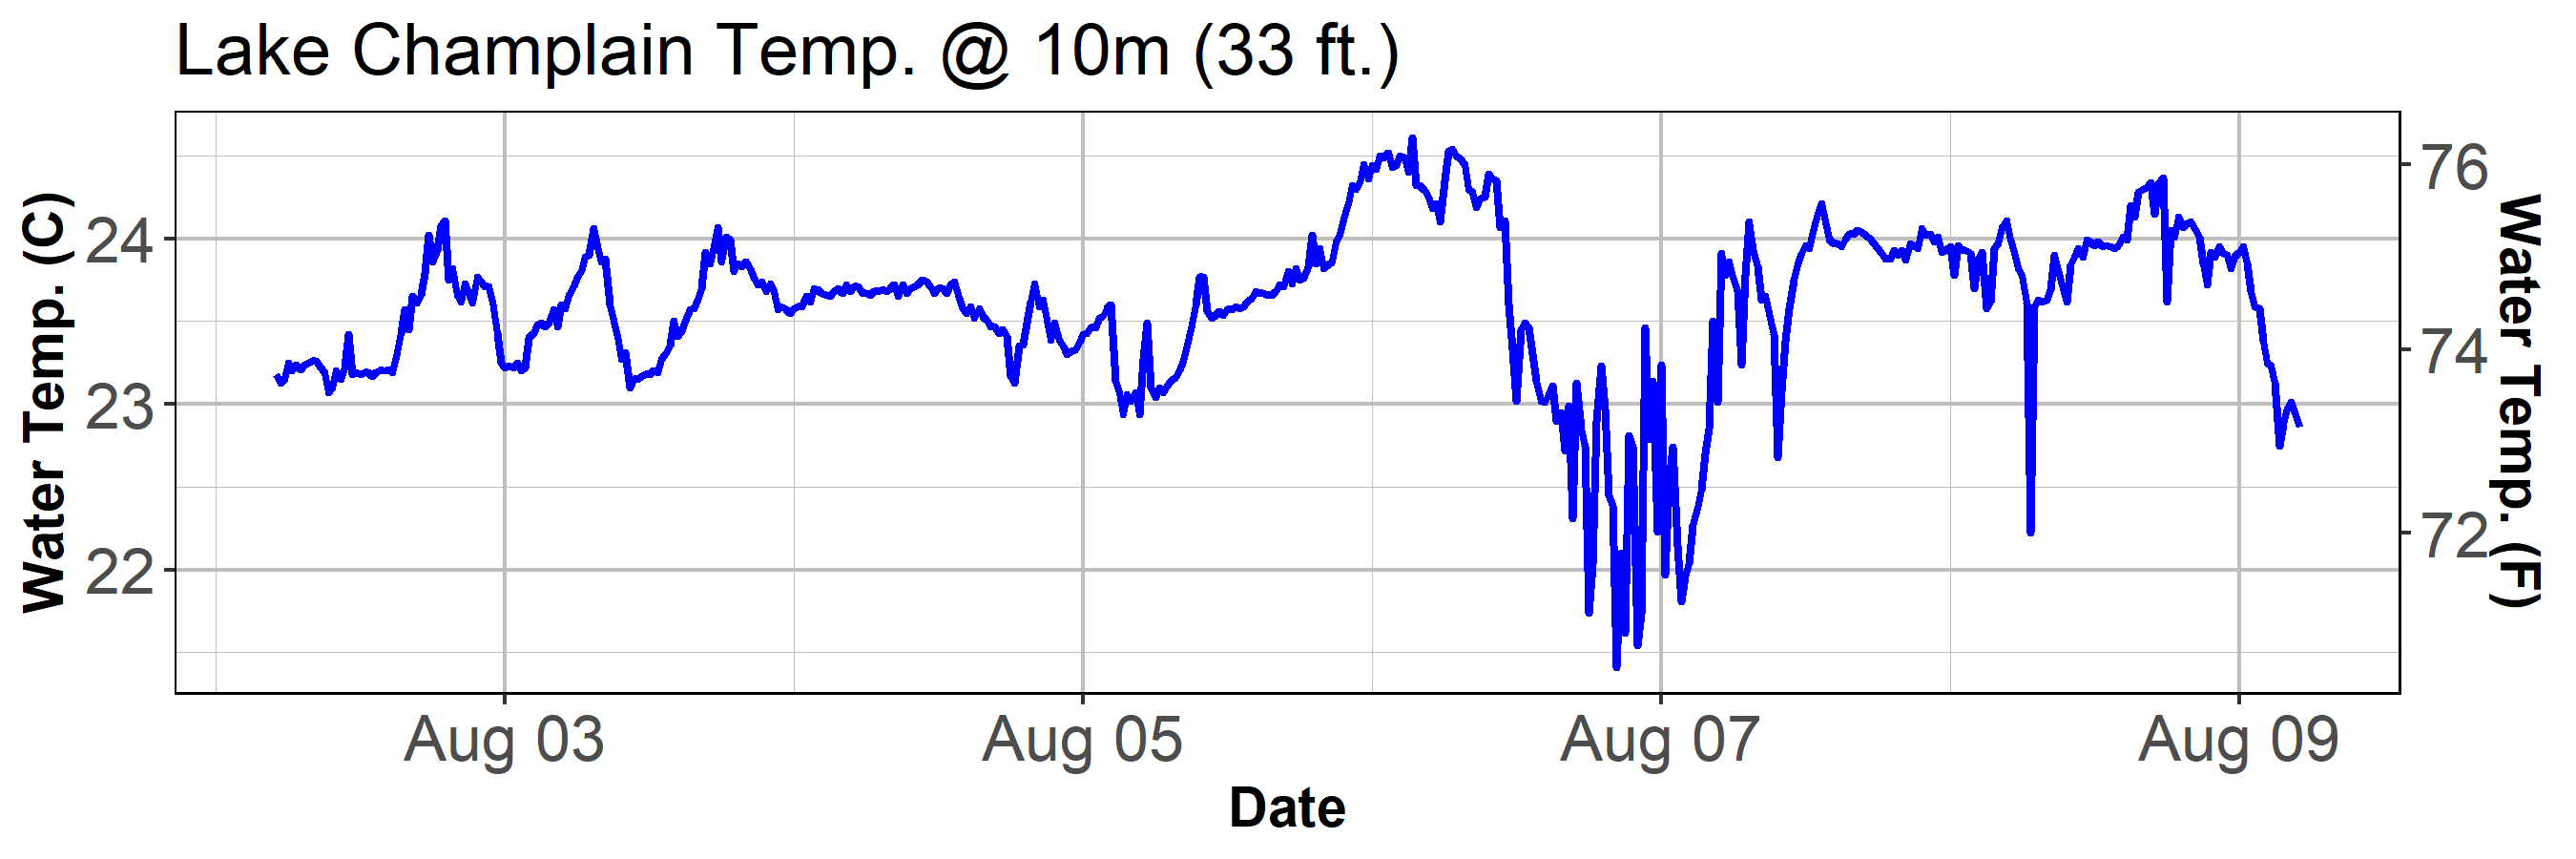 Lake Champlain Temp. @ 10m (33 ft.)
Water Temp. (C)
24
23
22
76
74
72
Water Temp. (F)
Aug 03 Aug 05 Aug 07 Aug 09
Date